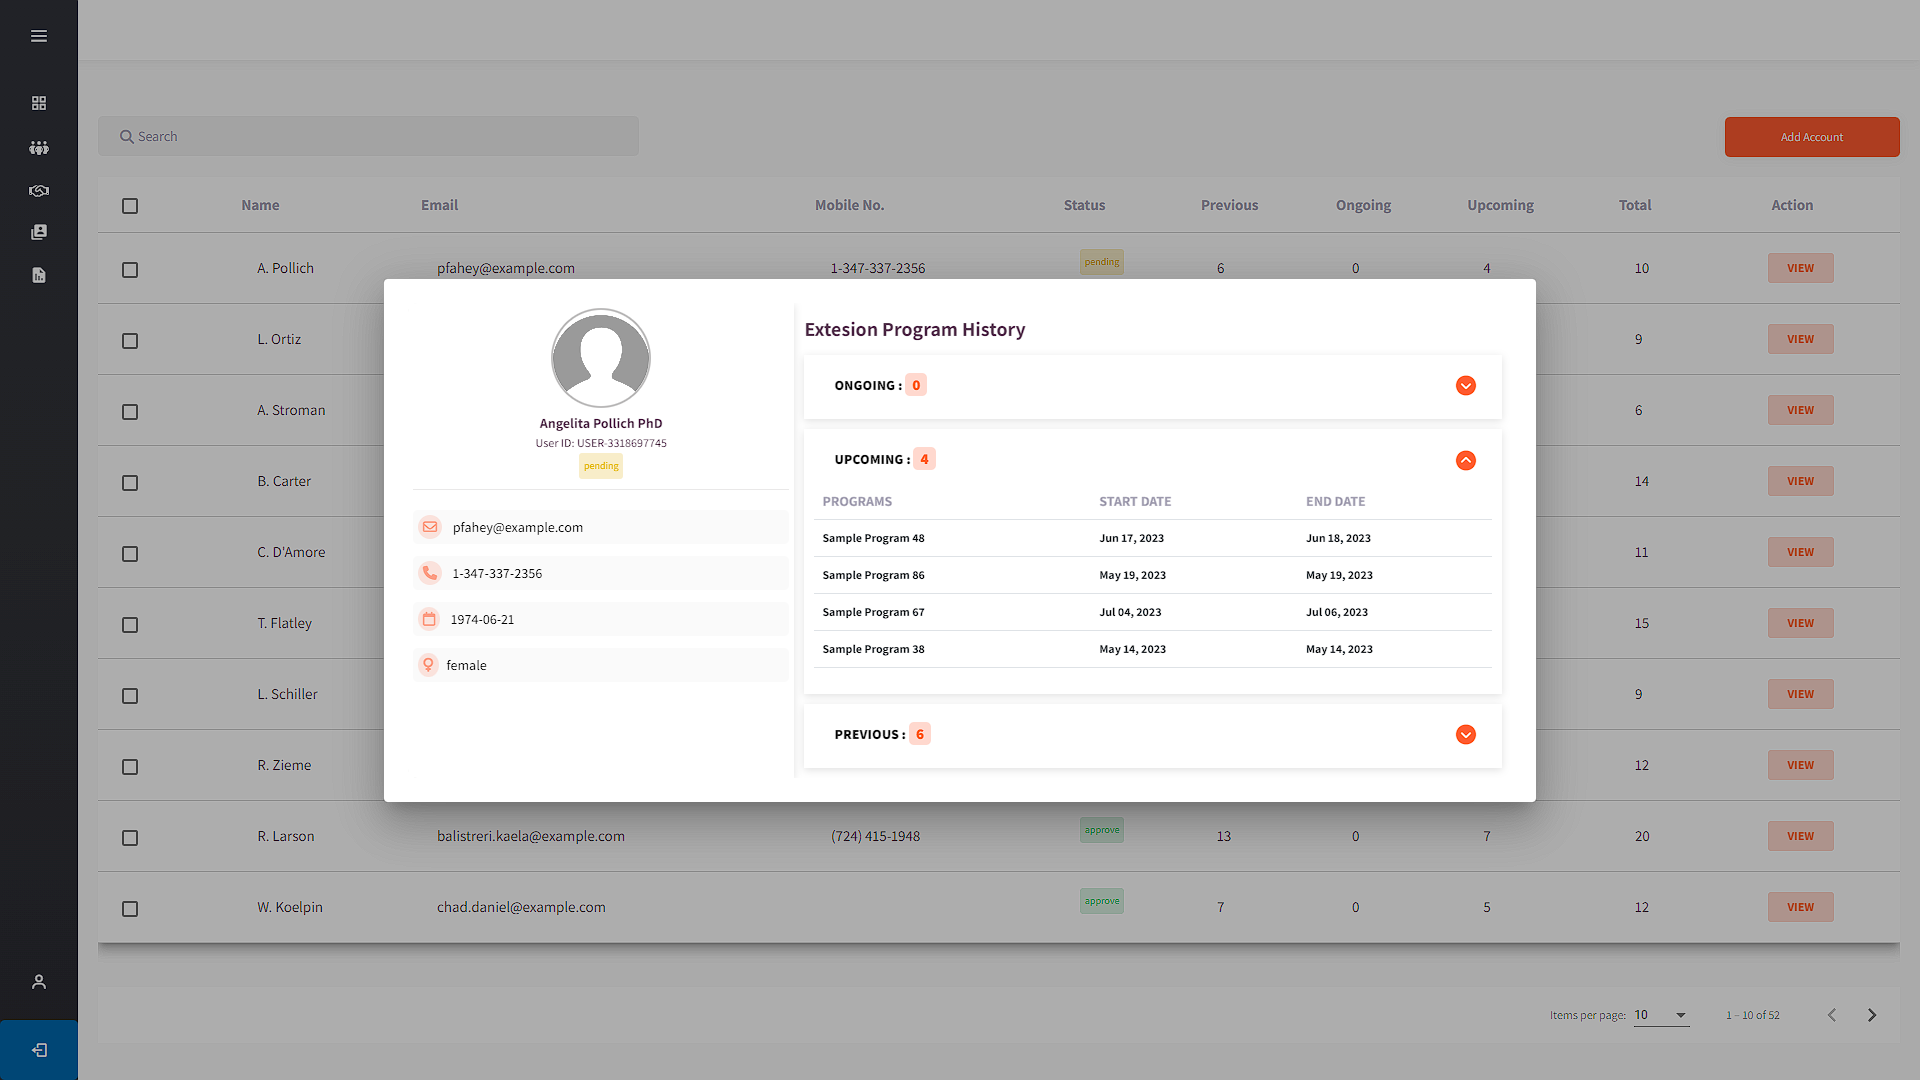 Search
Add Account
Name Email Mobile No. Status Previous Ongoing Upcoming Total Action
A. Pollich pfahey@example.com 1-347-337-2356 pending 6 0 4 10 VIEW
L. Ortiz 9 VIEW
A. Stroman 6 VIEW
B. Carter 14 VIEW
C. D'Amore 11 VIEW
T. Flatley 15 VIEW
L. Schiller 9 VIEW
R. Zieme 12 VIEW
R. Larson balistreri.kaela@example.com (724) 415-1948 approve 13 0 7 20 VIEW
W. Koelpin chad.daniel@example.com approve 7 0 5 12 VIEW
Items per page: 10 1 – 10 of 52
Angelita Pollich PhD
User ID: USER-3318697745
pending
pfahey@example.com
1-347-337-2356
1974-06-21
female
Extesion Program History
ONGOING : 0
UPCOMING : 4
PROGRAMS START DATE END DATE
Sample Program 48 Jun 17, 2023 Jun 18, 2023
Sample Program 86 May 19, 2023 May 19, 2023
Sample Program 67 Jul 04, 2023 Jul 06, 2023
Sample Program 38 May 14, 2023 May 14, 2023
PREVIOUS : 6